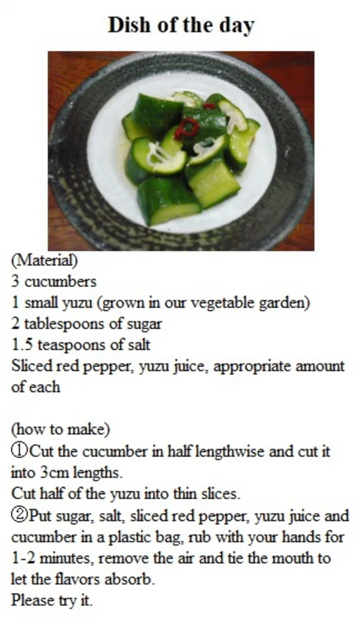 Dish of the day
(Material)
3 cucumbers
1 small yuzu (grown in our vegetable garden)
2 tablespoons of sugar
1.5 teaspoons of salt
Sliced red pepper, yuzu juice, appropriate amount
of each
(how to make)
①Cut the cucumber in half lengthwise and cut it
into 3cm lengths.
Cut half of the yuzu into thin slices.
②Put sugar, salt, sliced red pepper, yuzu juice and
cucumber in a plastic bag, rub with your hands for
1-2 minutes, remove the air and tie the mouth to
let the flavors absorb.
Please try it.